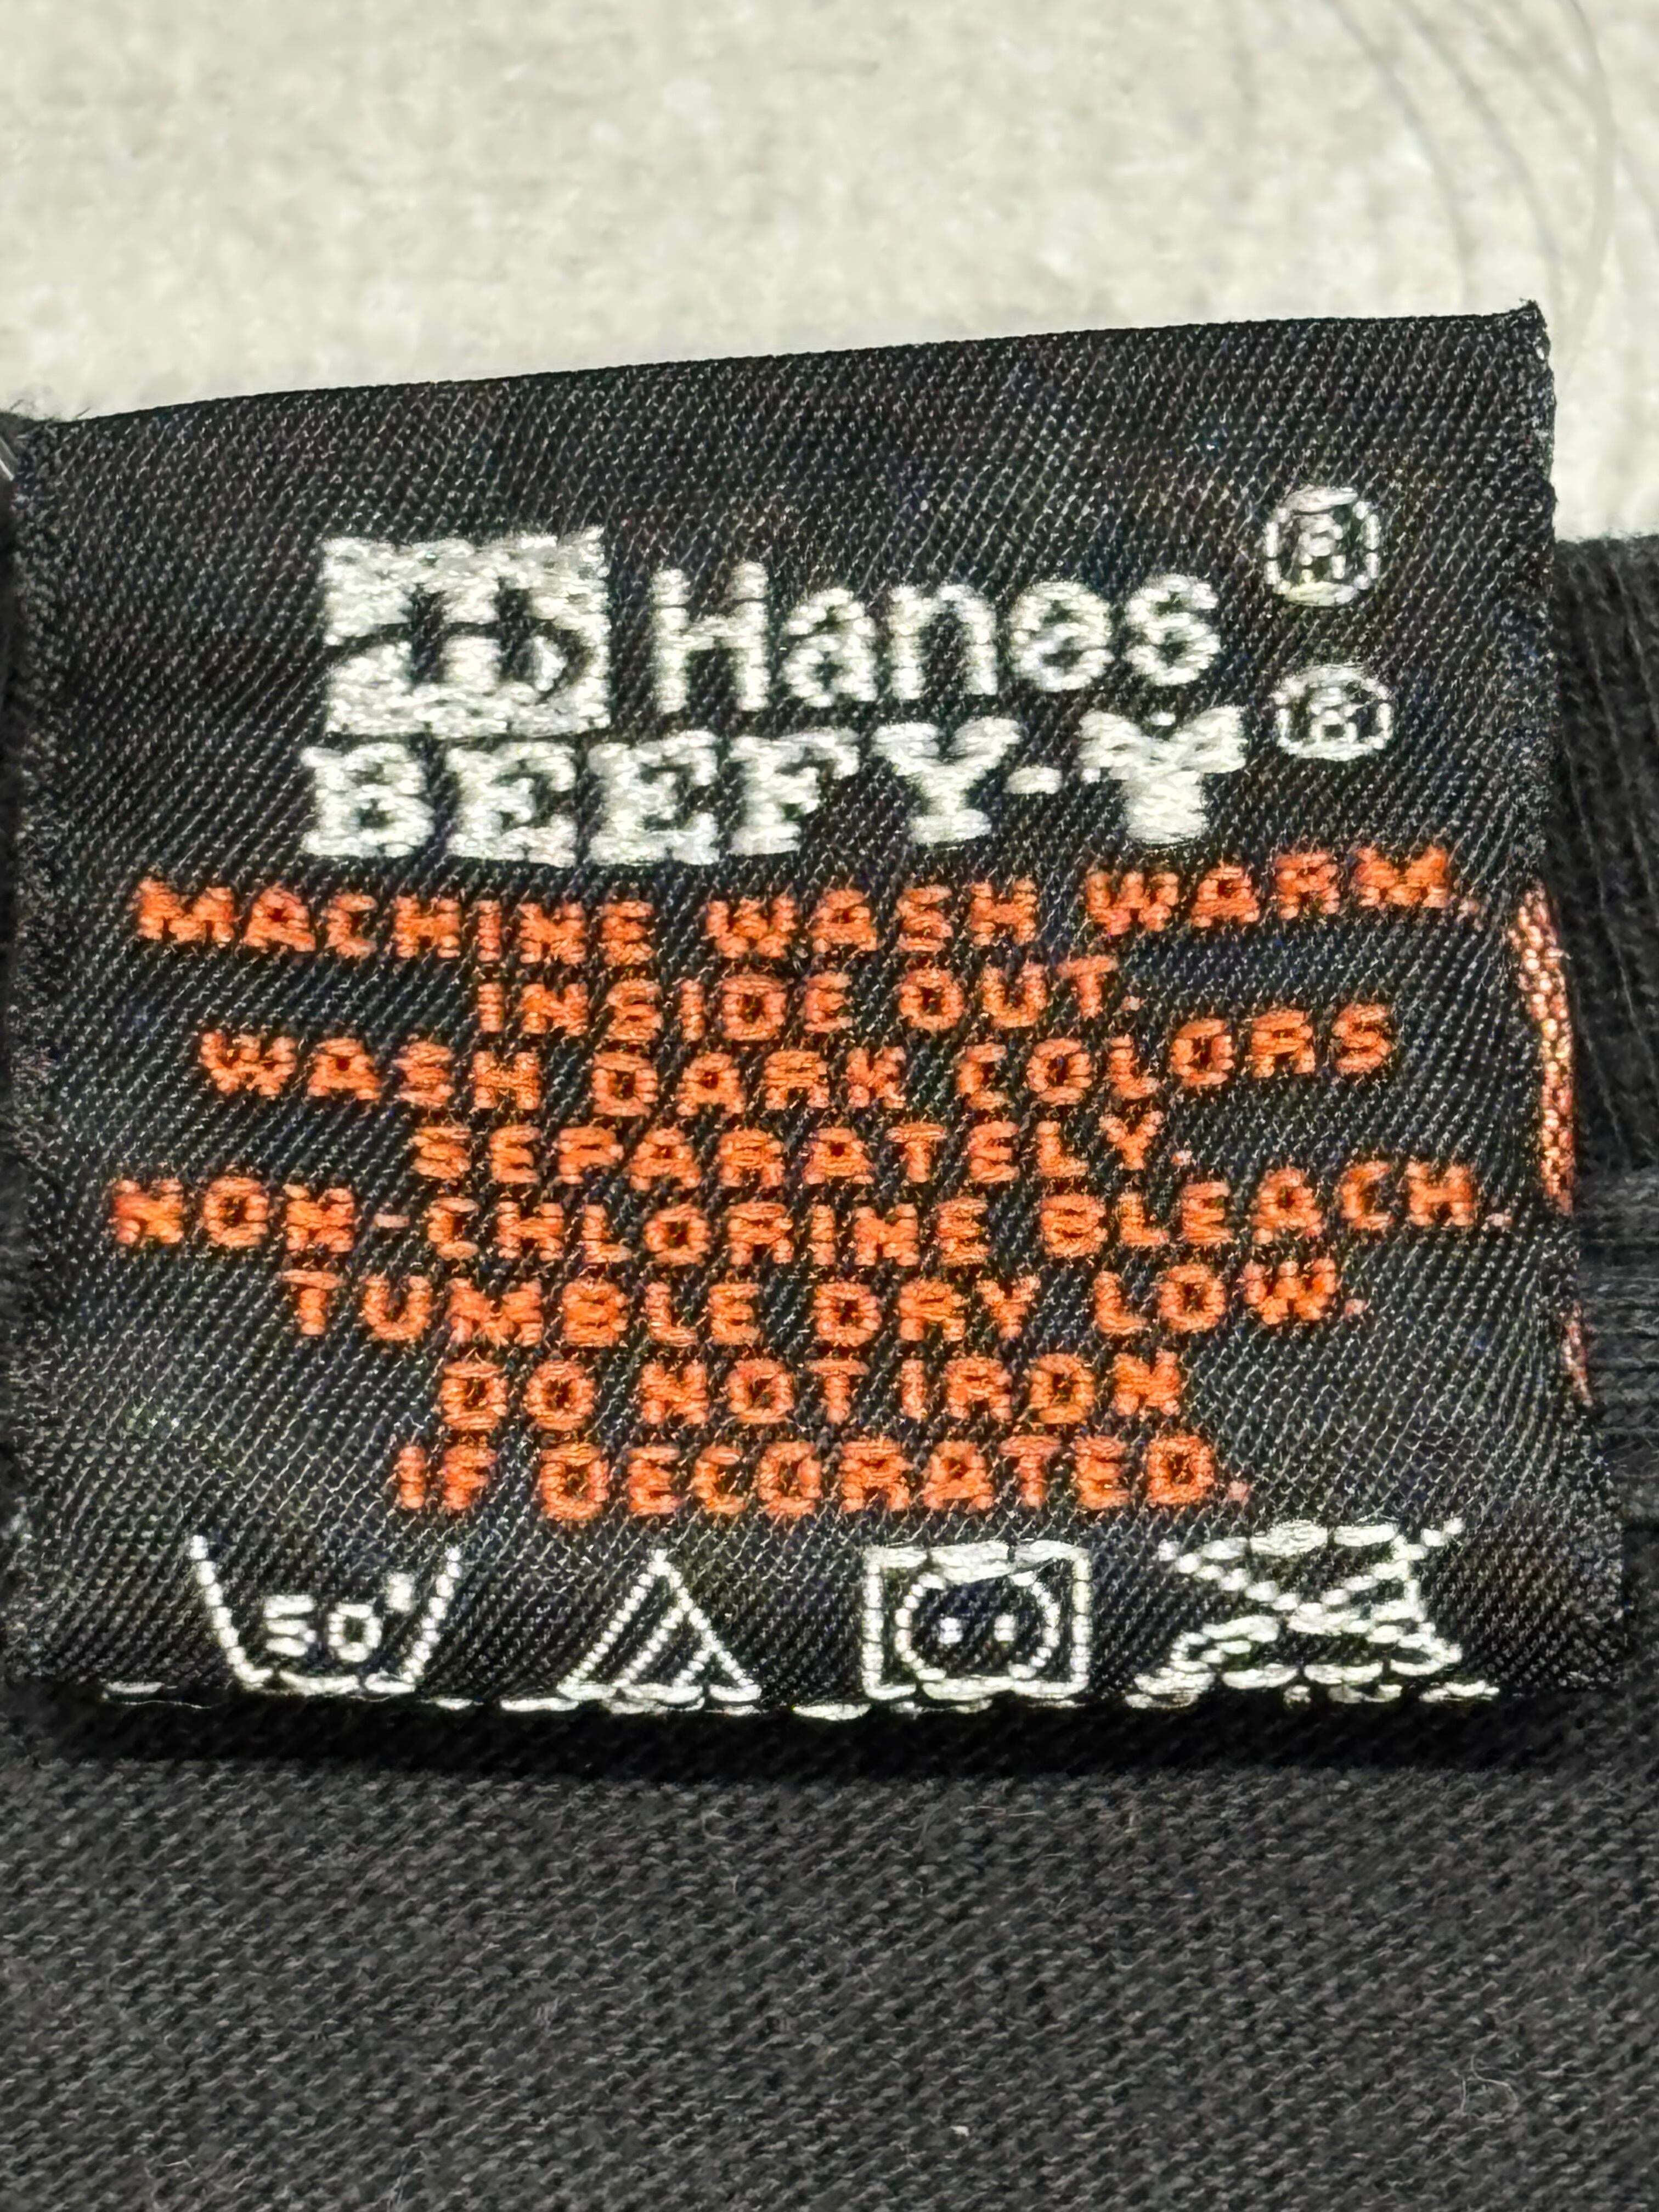 Hanes®
BEEFY-T®
MACHINE WASH WARM.
INSIDE OUT.
WASH DARK COLORS
SEPARATELY.
NON-CHLORINE BLEACH.
TUMBLE DRY LOW.
DO NOT IRON
IF DECORATED.
50°